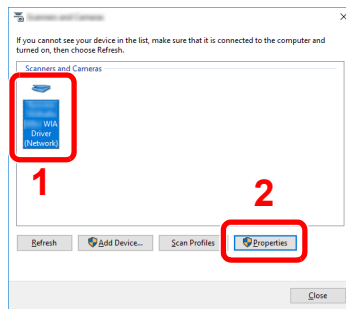 If you cannot see your device in the list, make sure that it is connected to the computer and
turned on, then choose Refresh.
Scanners and Cameras
WIA
Driver
(Network)
1
2
Refresh
Add Device...
Scan Profiles
Properties
Close